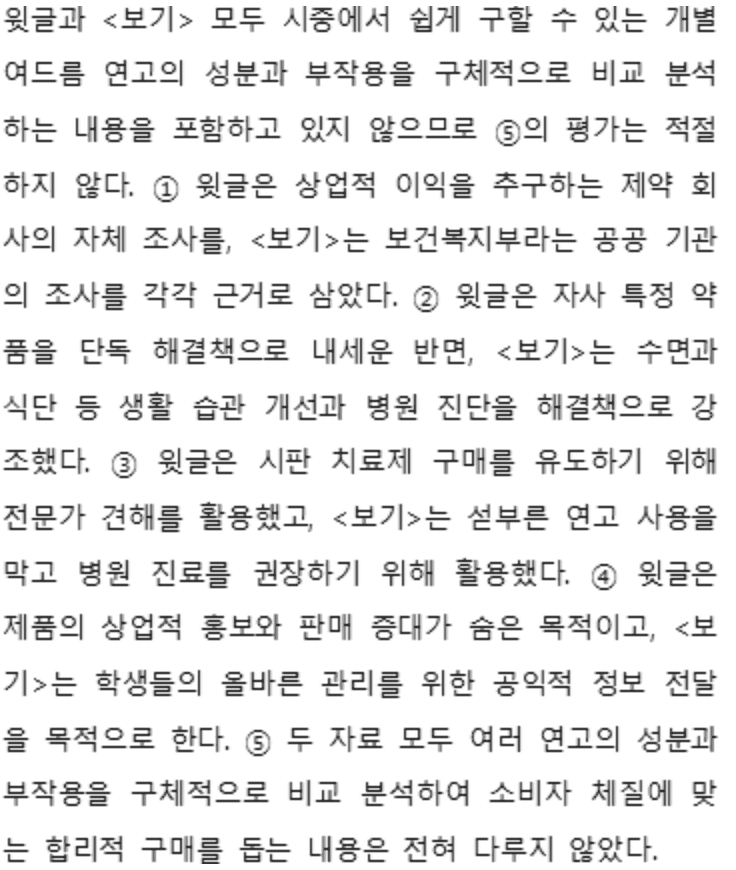 윗글과 <보기> 모두 시중에서 쉽게 구할 수 있는 개별
여드름 연고의 성분과 부작용을 구체적으로 비교 분석
하는 내용을 포함하고 있지 않으므로 ⑤의 평가는 적절
하지 않다. ① 윗글은 상업적 이익을 추구하는 제약 회
사의 자체 조사를, <보기>는 보건복지부라는 공공 기관
의 조사를 각각 근거로 삼았다. ② 윗글은 자사 특정 약
품을 단독 해결책으로 내세운 반면, <보기>는 수면과
식단 등 생활 습관 개선과 병원 진단을 해결책으로 강
조했다. ③ 윗글은 시판 치료제 구매를 유도하기 위해
전문가 견해를 활용했고, <보기>는 섣부른 연고 사용을
막고 병원 진료를 권장하기 위해 활용했다. ④ 윗글은
제품의 상업적 홍보와 판매 증대가 숨은 목적이고, <보
기>는 학생들의 올바른 관리를 위한 공익적 정보 전달
을 목적으로 한다. ⑤ 두 자료 모두 여러 연고의 성분과
부작용을 구체적으로 비교 분석하여 소비자 체질에 맞
는 합리적 구매를 돕는 내용은 전혀 다루지 않았다.